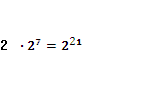 2 · 2⁷ = 2²¹